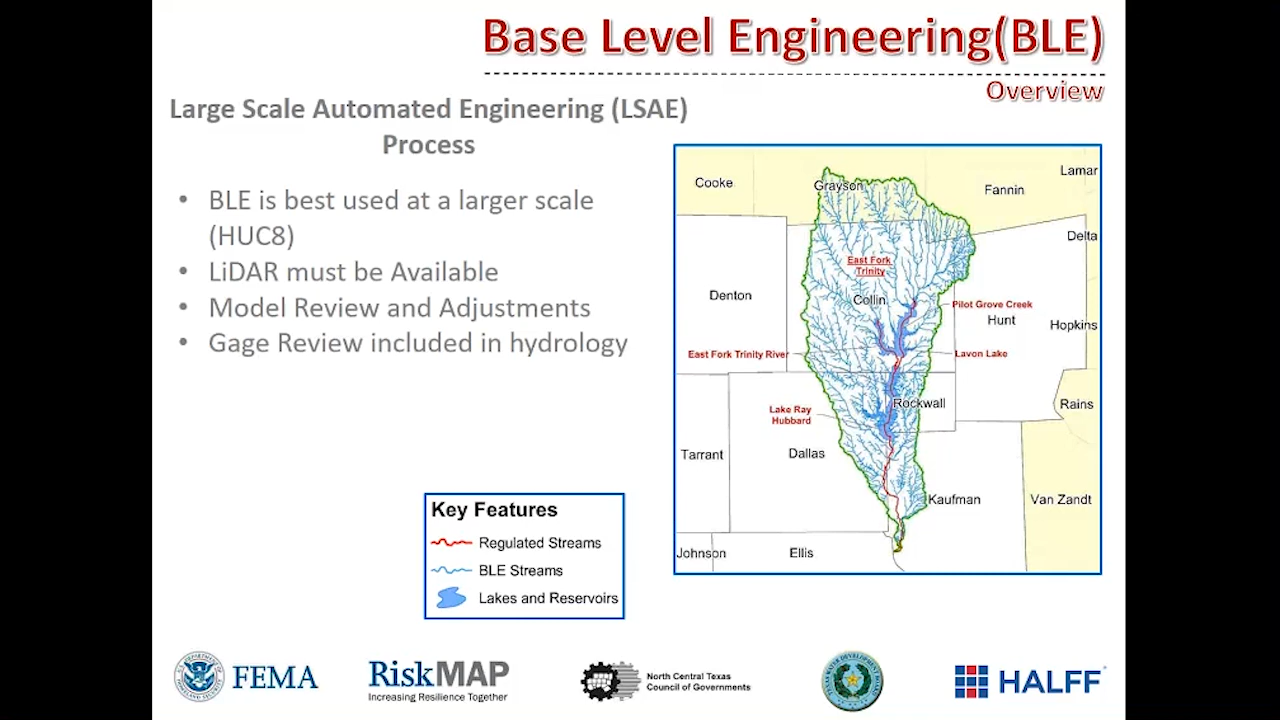 Base Level Engineering(BLE)
Overview
Large Scale Automated Engineering (LSAE)
Process
• BLE is best used at a larger scale
(HUC8)
• LiDAR must be Available
• Model Review and Adjustments
• Gage Review included in hydrology
Cooke
Grayson
Fannin
Lamar
Delta
East Fork
Trinity
Denton
Collin
Pilot Grove Creek
Hunt
Hopkins
East Fork Trinity River
Lavon Lake
Rockwall
Rains
Lake Ray
Hubbard
Tarrant
Dallas
Kaufman
Van Zandt
Johnson
Ellis
Key Features
Regulated Streams
BLE Streams
Lakes and Reservoirs
FEMA
RiskMAP
Increasing Resilience Together
North Central Texas
Council of Governments
HALFF